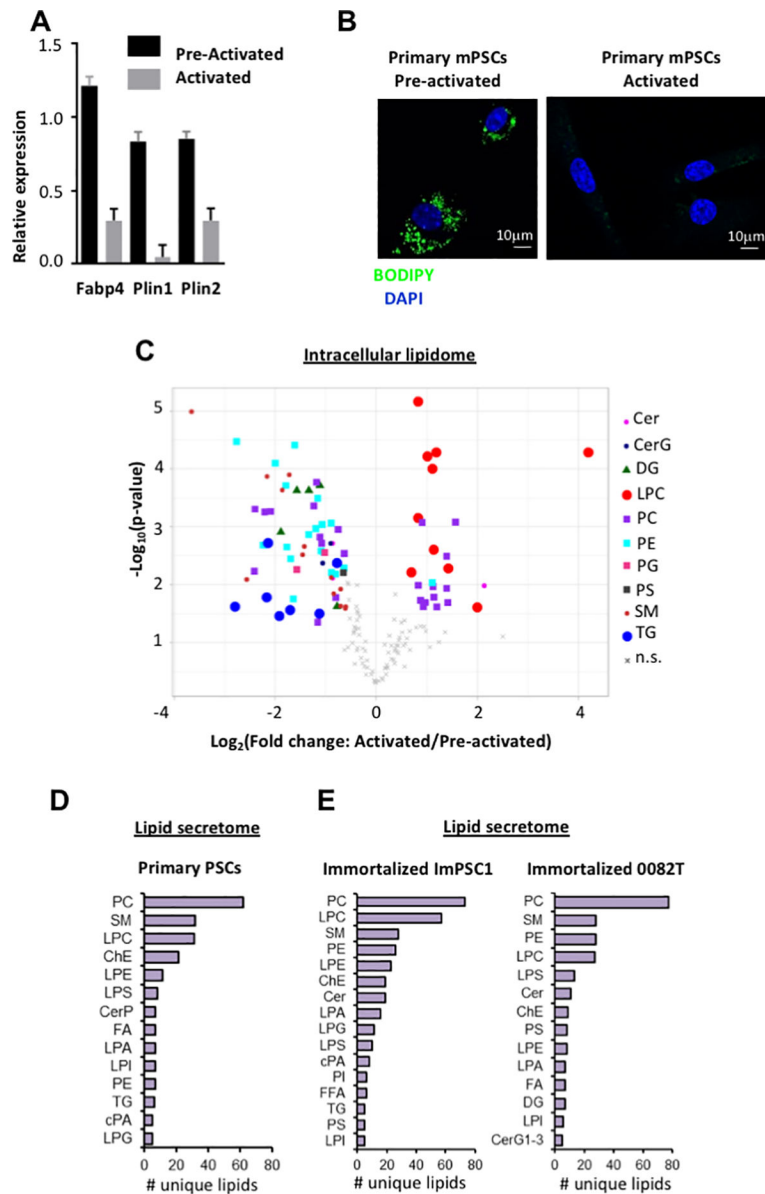 A
1.5
1.0
0.5
0.0
Relative expression
Pre-Activated
Activated
Fabp4 Plin1 Plin2
B
Primary mPSCs
Pre-activated
Primary mPSCs
Activated
10μm
10μm
BODIPY
DAPI
C
Intracellular lipidome
5
4
3
2
1
-Log10(p-value)
-4 -2 0 2 4
Log2(Fold change: Activated/Pre-activated)
Cer
CerG
DG
LPC
PC
PE
PG
PS
SM
TG
n.s.
D
Lipid secretome
Primary PSCs
PC
SM
LPC
ChE
LPE
LPS
CerP
FA
LPA
LPI
PE
TG
cPA
LPG
0 20 40 60 80
# unique lipids
E
Lipid secretome
Immortalized ImPSC1
PC
LPC
SM
PE
LPE
ChE
Cer
LPA
LPG
LPS
cPA
PI
FFA
TG
PS
LPI
0 20 40 60 80
# unique lipids
Immortalized 0082T
PC
SM
PE
LPC
LPS
Cer
ChE
PS
LPE
LPA
FA
DG
LPI
CerG1-3
0 20 40 60 80
# unique lipids